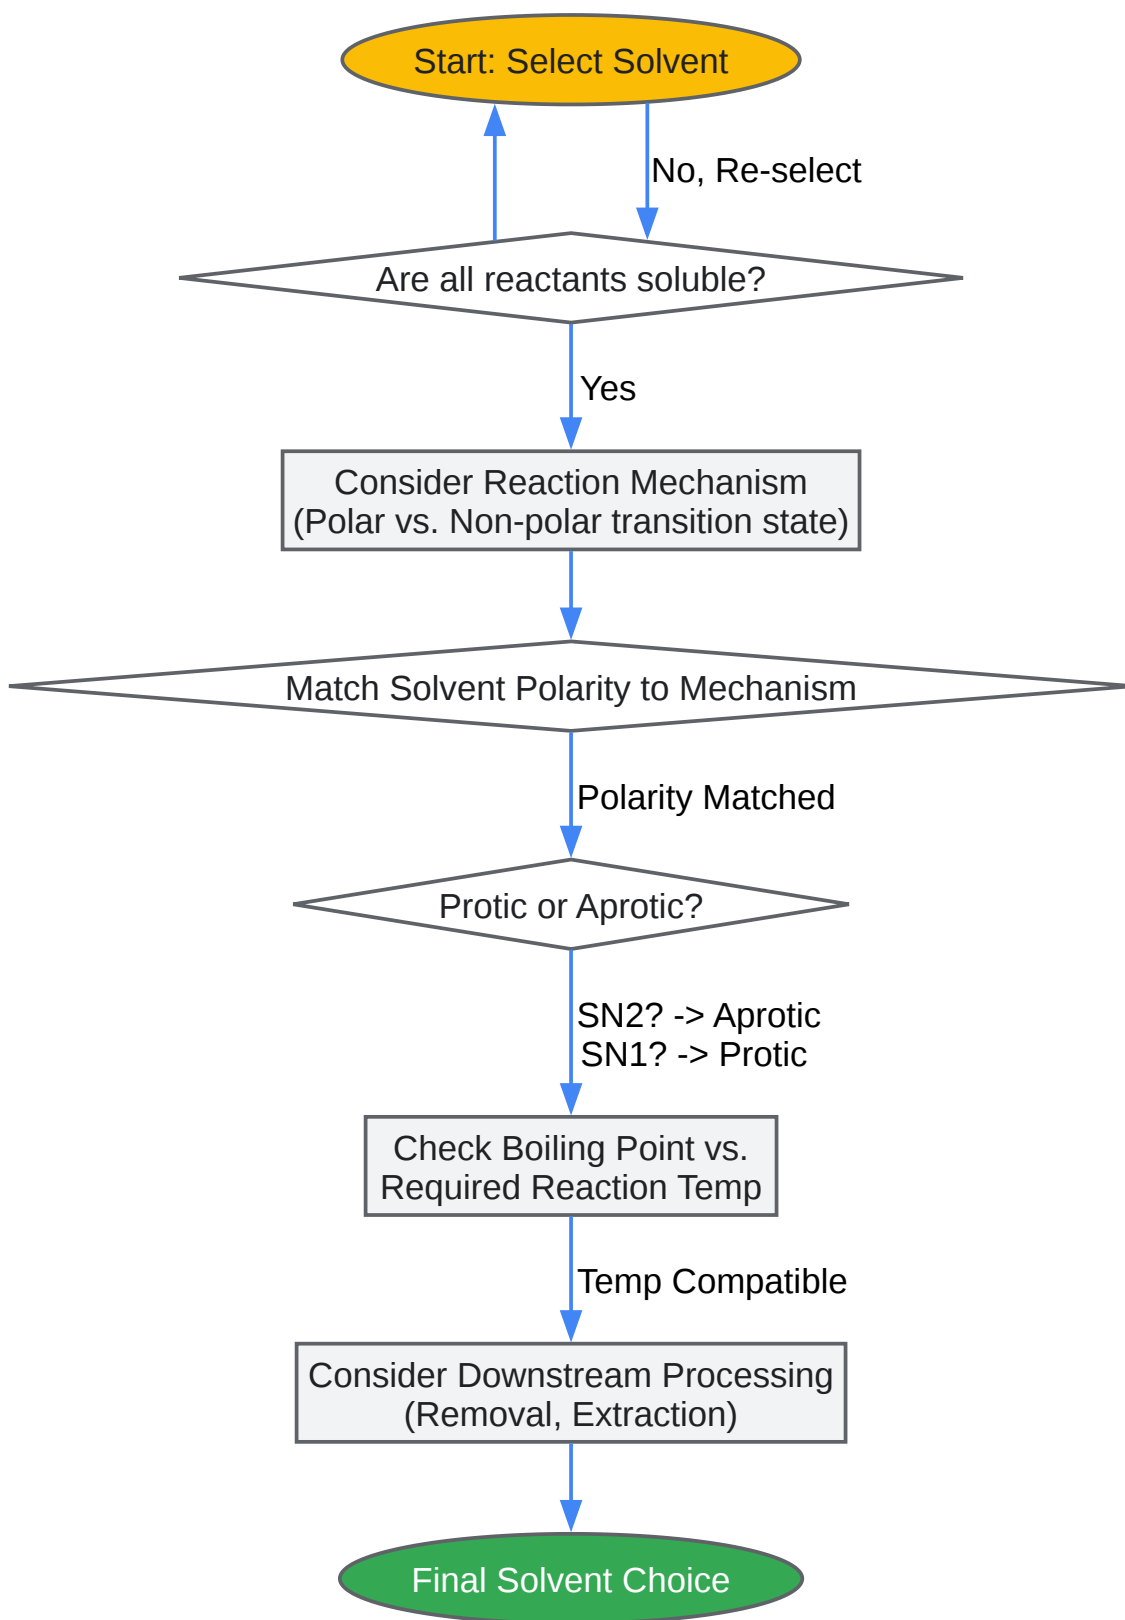 Start: Select Solvent
No, Re-select
Are all reactants soluble?
Yes
Consider Reaction Mechanism
(Polar vs. Non-polar transition state)
Match Solvent Polarity to Mechanism
Polarity Matched
Protic or Aprotic?
SN2? -> Aprotic
SN1? -> Protic
Check Boiling Point vs.
Required Reaction Temp
Temp Compatible
Consider Downstream Processing
(Removal, Extraction)
Final Solvent Choice